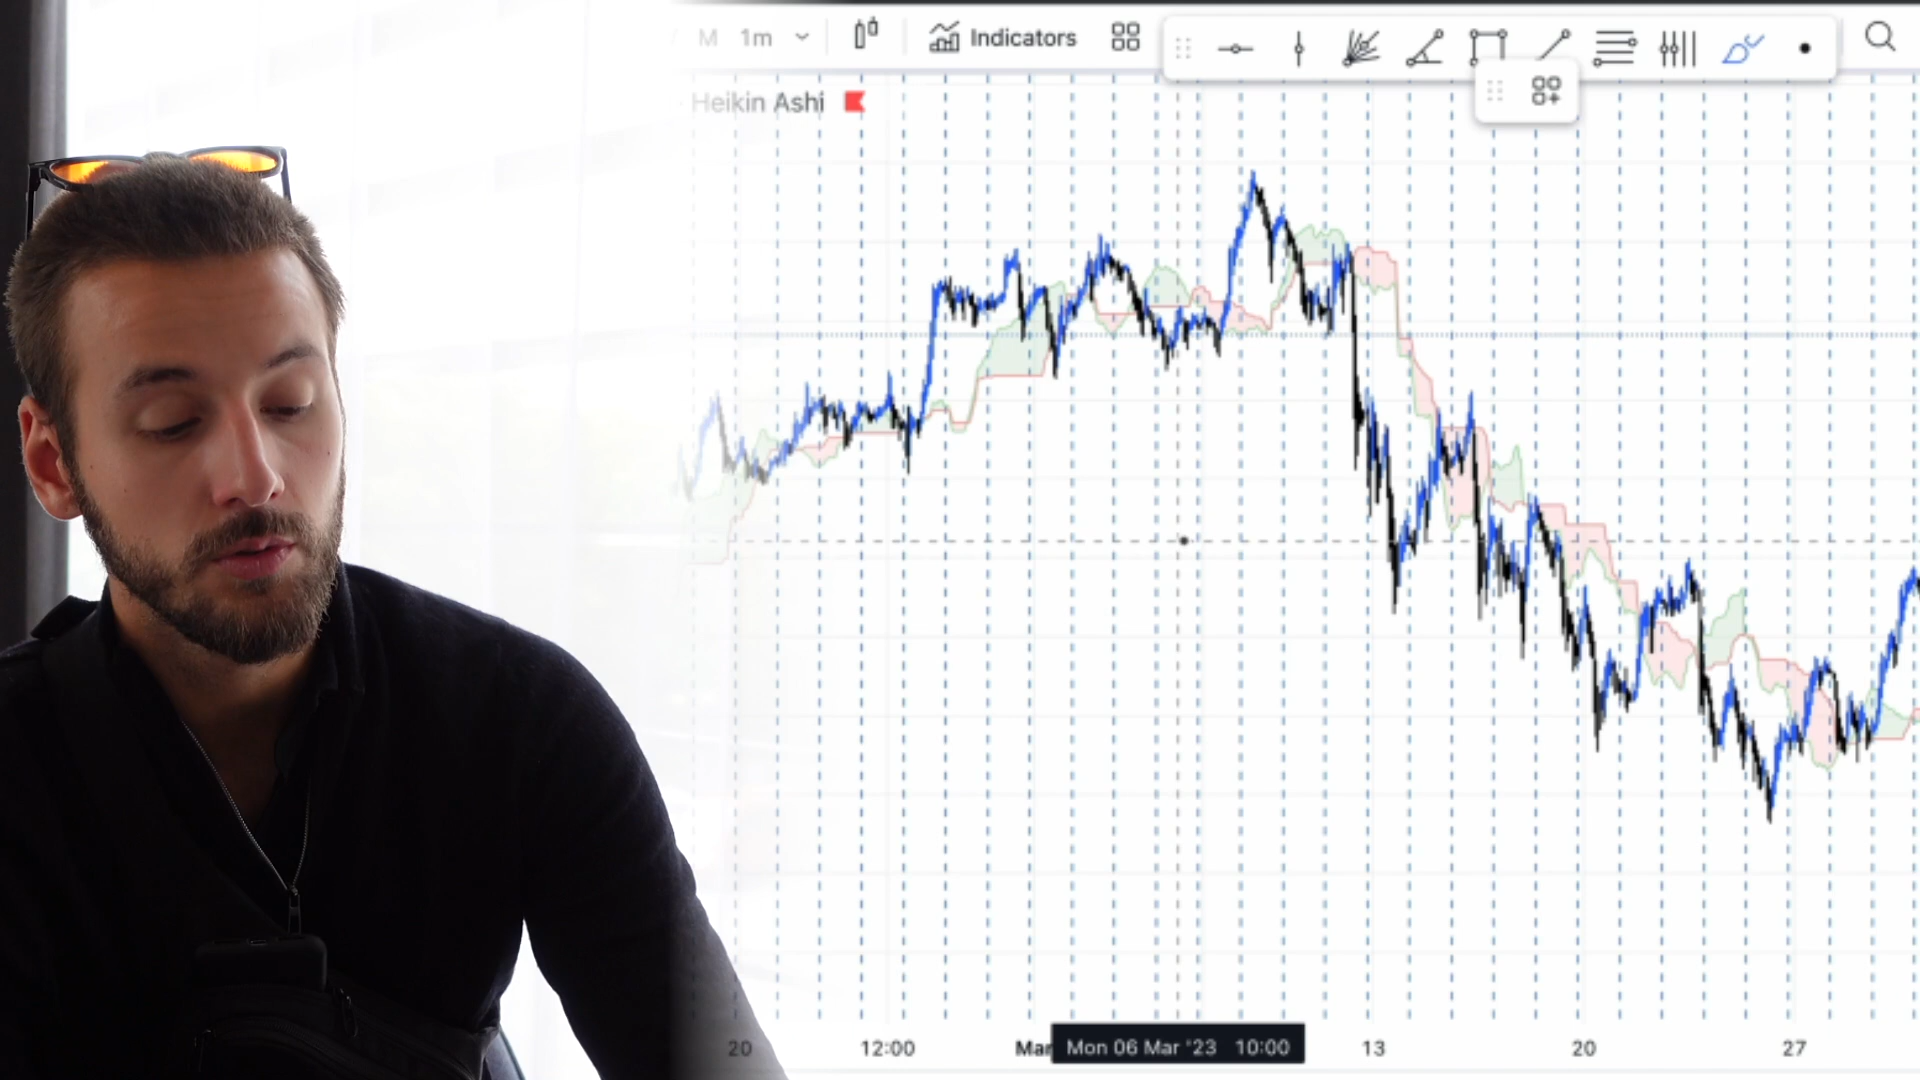 M 1m Indicators
Heikin Ashi
20 12:00 Mar Mon 06 Mar '23 10:00 13 20 27